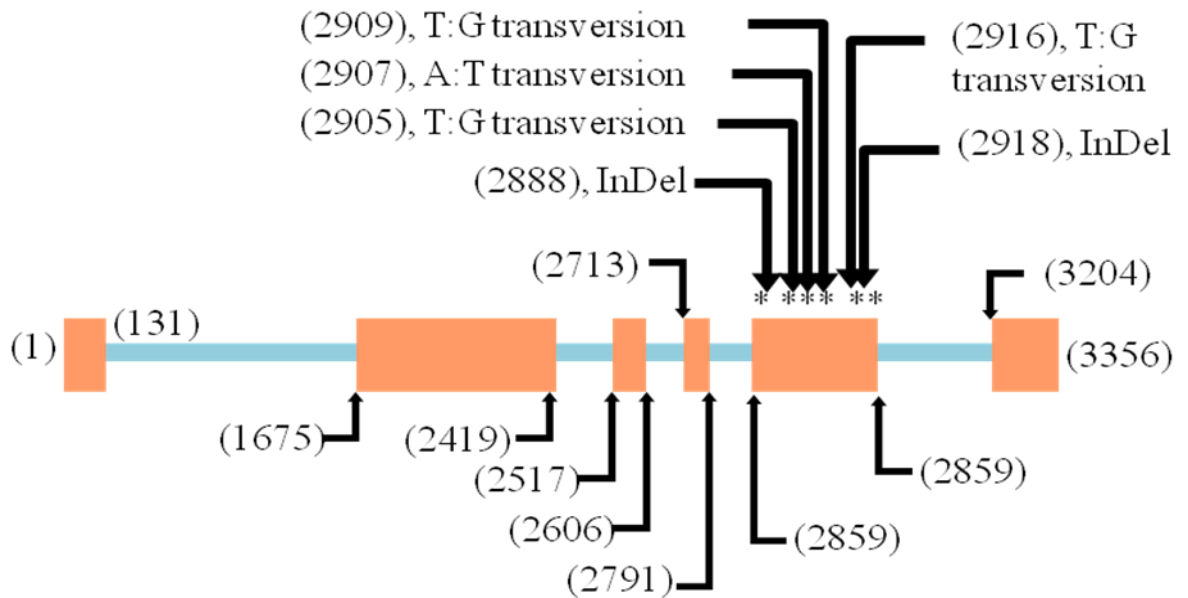 (2909), T:G transversion
(2907), A:T transversion
(2905), T:G transversion
(2888), InDel
(2916), T:G
transversion
(2918), InDel
(2713)
* *** **
(3204)
(1)
(131)
(3356)
(1675)
(2419)
(2517)
(2606)
(2791)
(2859)
(2859)